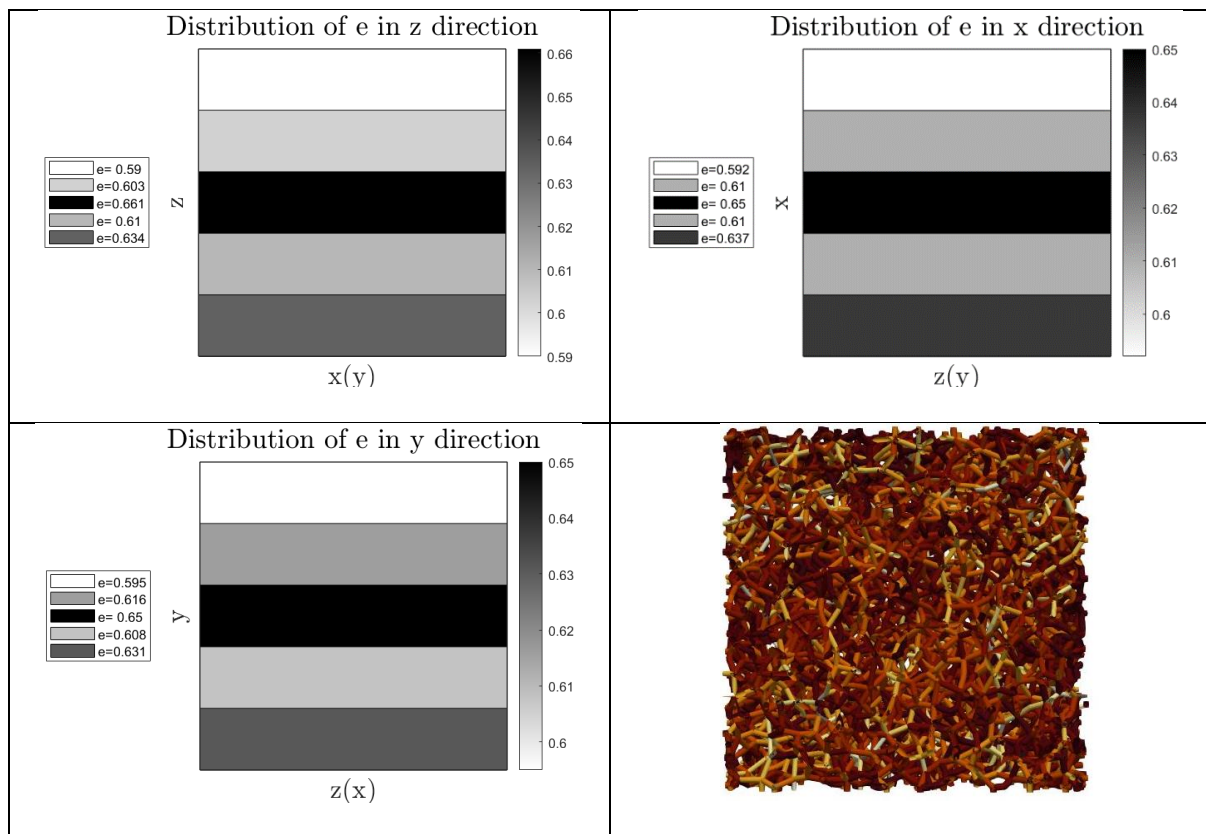 Distribution of e in z direction
0.66
0.65
0.64
0.63
0.62
0.61
0.6
0.59
e= 0.59
e=0.603
e=0.661
e= 0.61
e=0.634
z
x(y)
Distribution of e in x direction
0.65
0.64
0.63
0.62
0.61
0.6
e=0.592
e= 0.61
e= 0.65
e= 0.61
e=0.637
x
z(y)
Distribution of e in y direction
0.65
0.64
0.63
0.62
0.61
0.6
e=0.595
e=0.616
e= 0.65
e=0.608
e=0.631
y
z(x)